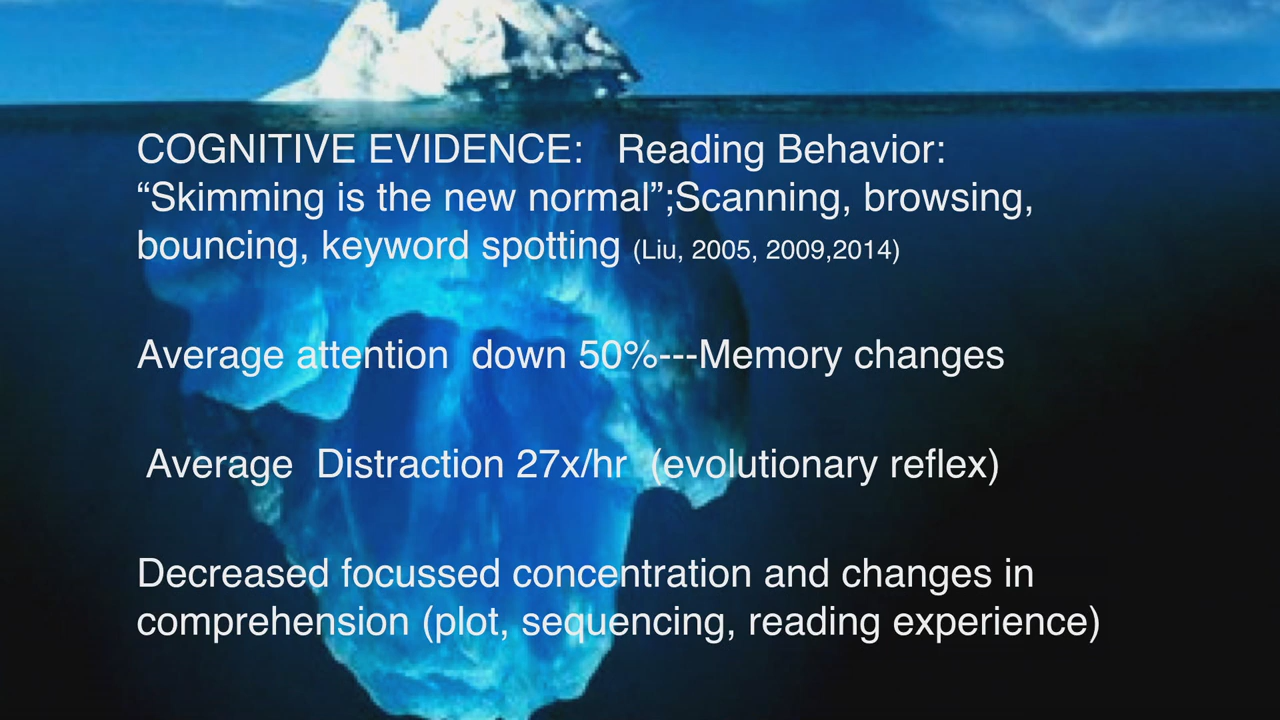 COGNITIVE EVIDENCE:   Reading Behavior:
“Skimming is the new normal”;Scanning, browsing,
bouncing, keyword spotting (Liu, 2005, 2009,2014)
Average attention  down 50%---Memory changes
Average  Distraction 27x/hr  (evolutionary reflex)
Decreased focussed concentration and changes in
comprehension (plot, sequencing, reading experience)